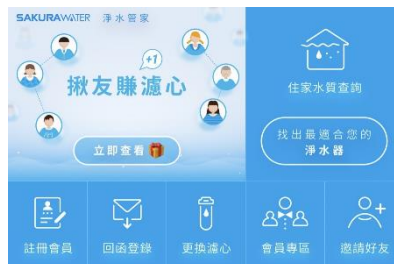 SAKURAWATER 淨水管家
+1
揪友賺濾心
立即查看
住家水質查詢
找出最適合您的
淨水器
註冊會員
回函登錄
更換濾心
會員專區
邀請好友